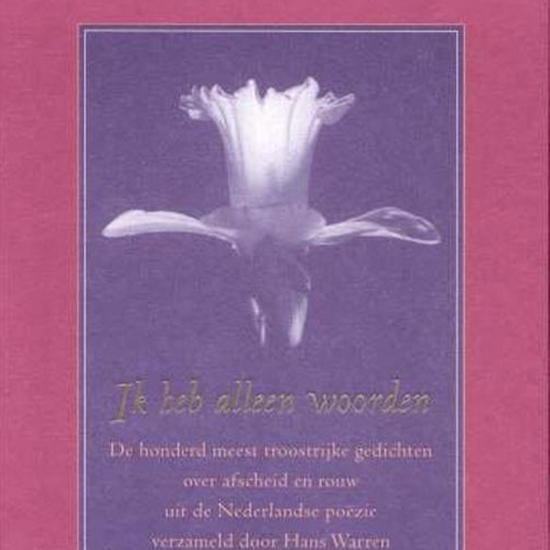 Ik heb alleen woorden
De honderd meest troostrijke gedichten
over afscheid en rouw
uit de Nederlandse poëzie
verzameld door Hans Warren